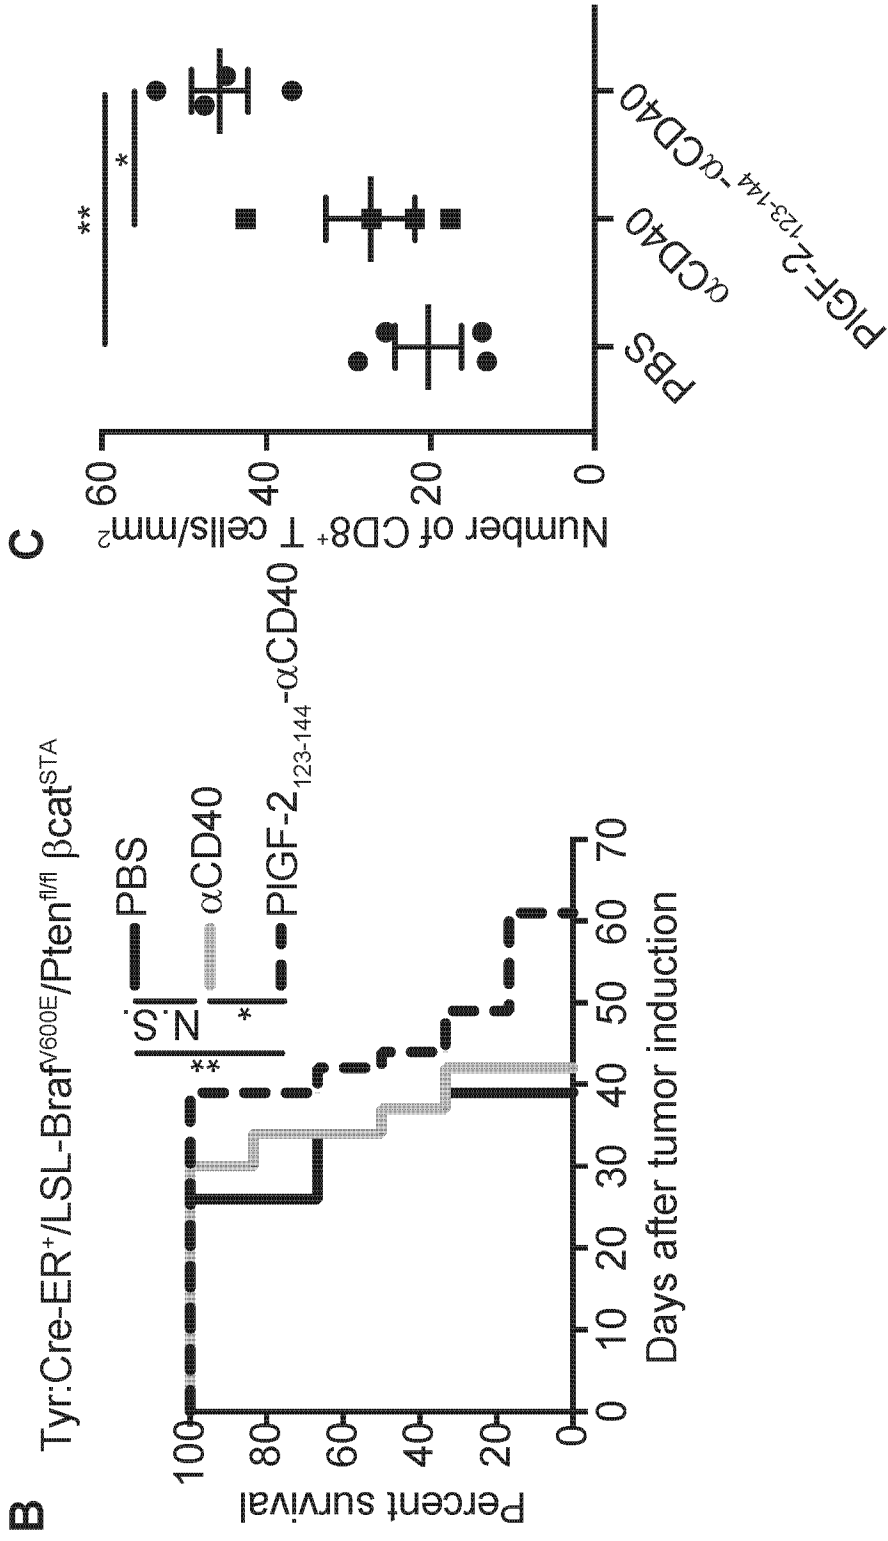 B
Tyr:Cre-ER⁺/LSL-Brafⱽ⁶⁰⁰ᴱ/Ptenᶠˡ/ᶠˡ βcatˢᵀᴬ
PBS
αCD40
PlGF-2₁₂₃₋₁₄₄-αCD40
N.S.
*
**
Percent survival
100
80
60
40
20
0
0 10 20 30 40 50 60 70
Days after tumor induction
C
**
*
Number of CD8⁺ T cells/mm²
60
40
20
0
PBS
αCD40
PlGF-2₁₂₃₋₁₄₄-αCD40